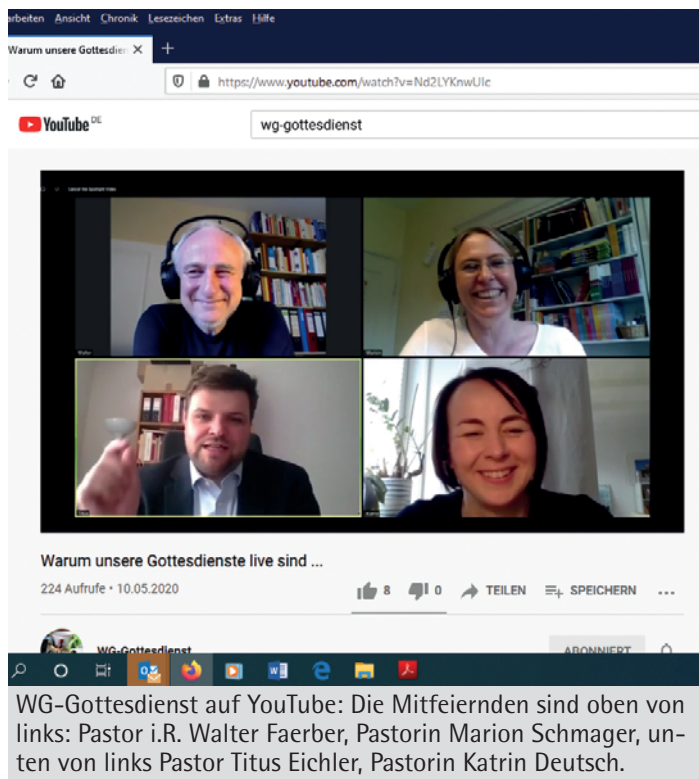 arbeiten Ansicht Chronik Lesezeichen Extras Hilfe
Warum unsere Gottesdien
https://www.youtube.com/watch?v=Nd2LYKnwUIc
YouTube DE
wg-gottesdienst
Warum unsere Gottesdienste live sind ...
224 Aufrufe • 10.05.2020
8 0 TEILEN SPEICHERN ...
WG-Gottesdienst ABONNIERT
WG-Gottesdienst auf YouTube: Die Mitfeiernden sind oben von
links: Pastor i.R. Walter Faerber, Pastorin Marion Schmager, un-
ten von links Pastor Titus Eichler, Pastorin Katrin Deutsch.